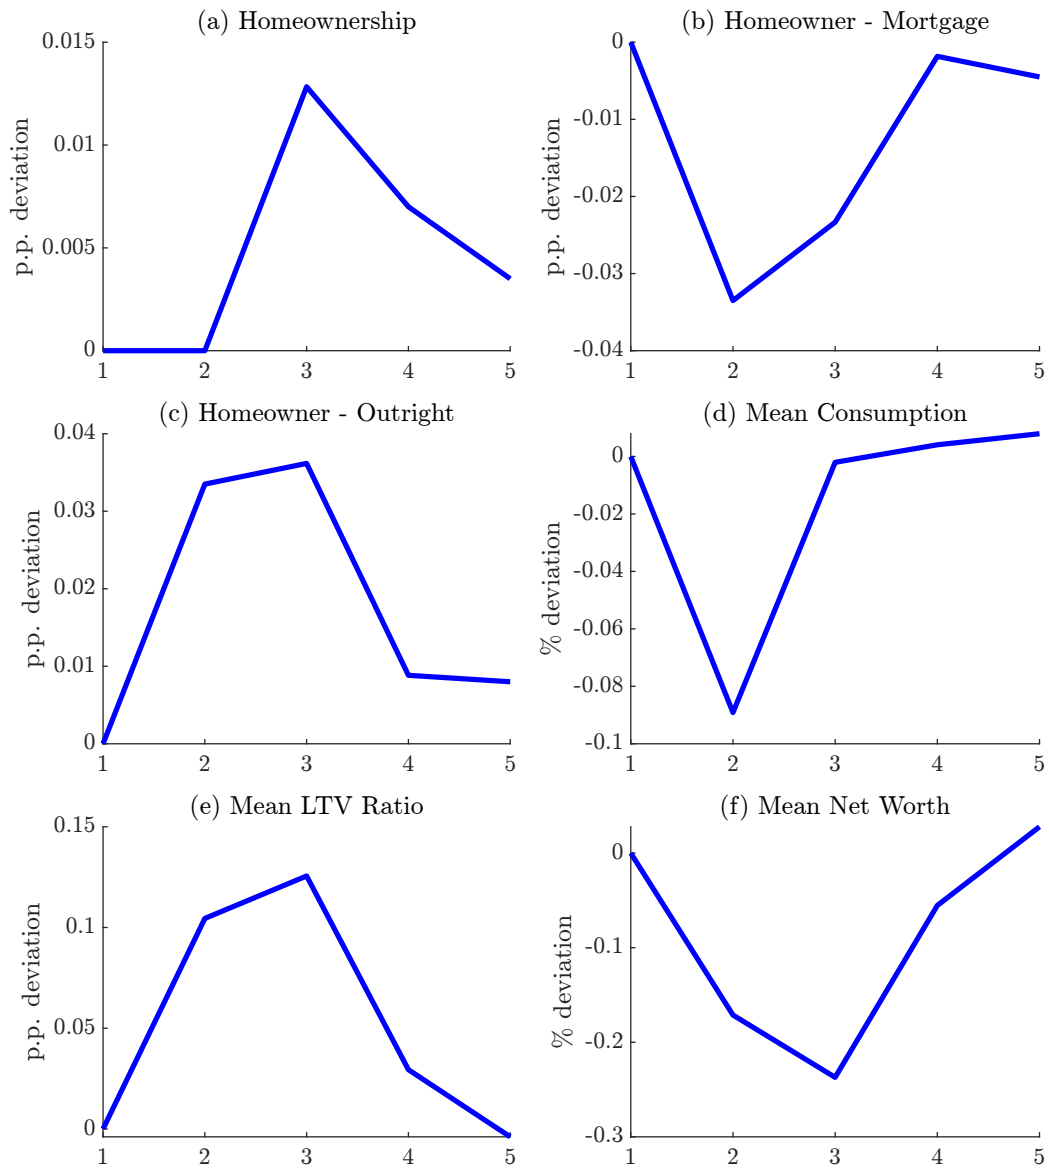 (a) Homeownership
0.015
0.01
0.005
0
p.p. deviation
1 2 3 4 5
(b) Homeowner - Mortgage
0
-0.01
-0.02
-0.03
-0.04
p.p. deviation
1 2 3 4 5
(c) Homeowner - Outright
0.04
0.03
0.02
0.01
0
p.p. deviation
1 2 3 4 5
(d) Mean Consumption
0
-0.02
-0.04
-0.06
-0.08
-0.1
% deviation
1 2 3 4 5
(e) Mean LTV Ratio
0.15
0.1
0.05
0
p.p. deviation
1 2 3 4 5
(f) Mean Net Worth
0
-0.1
-0.2
-0.3
% deviation
1 2 3 4 5